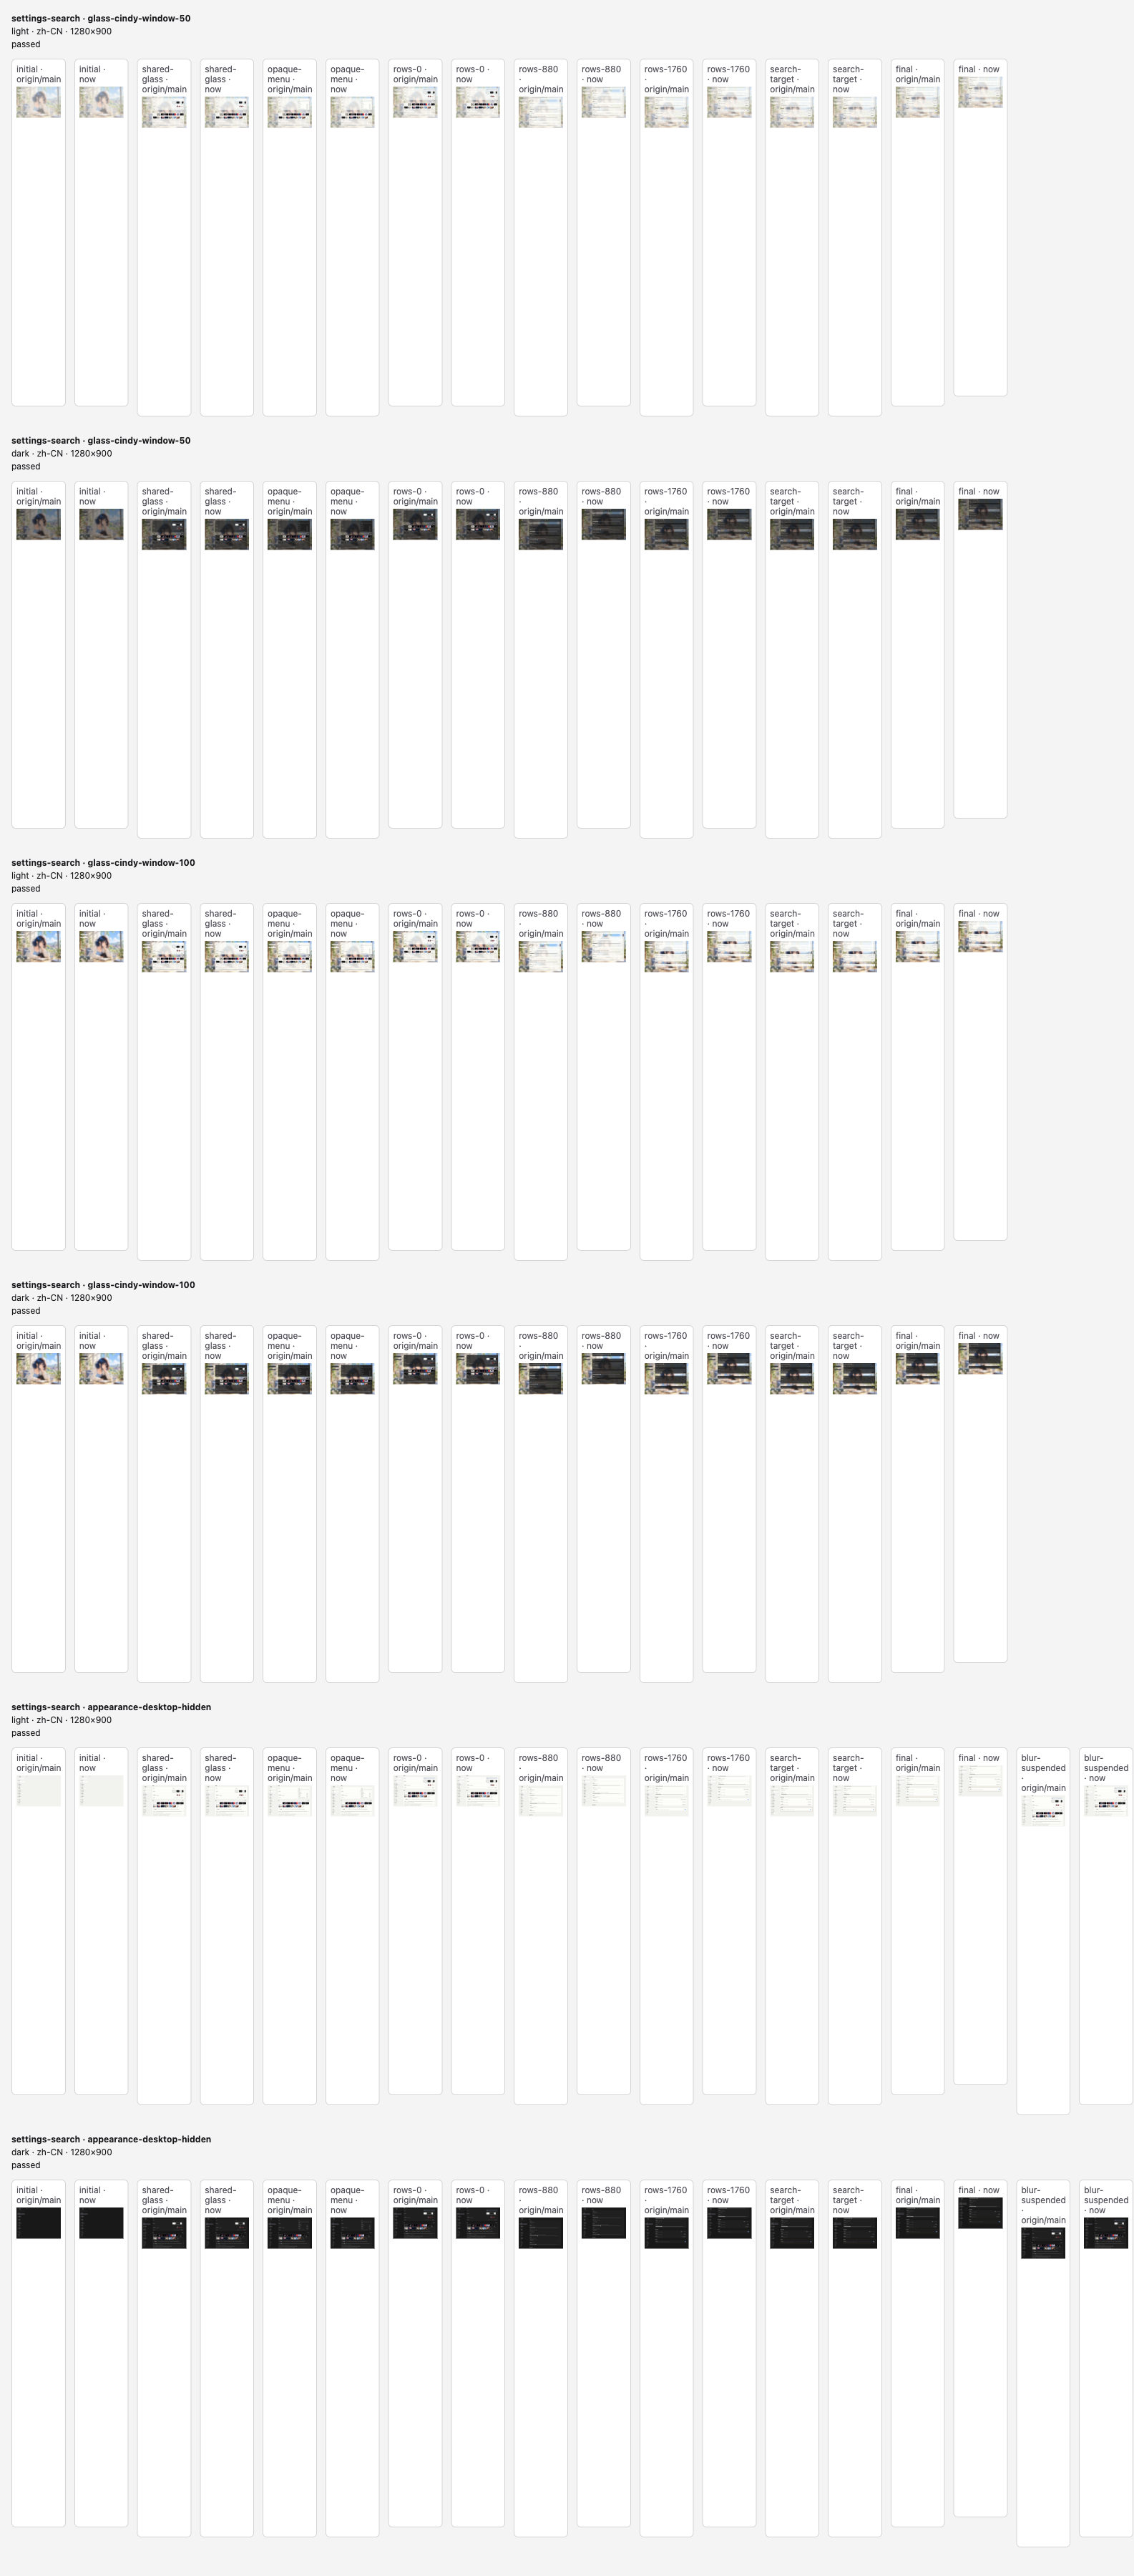 settings-search · glass-cindy-window-50
light · zh-CN · 1280×900
passed
initial ·
origin/main
initial ·
now
shared-
glass ·
origin/main
shared-
glass ·
now
opaque-
menu ·
origin/main
opaque-
menu ·
now
rows-0 ·
origin/main
rows-0 ·
now
rows-880
·
origin/main
rows-880
· now
rows-1760
·
origin/main
rows-1760
· now
search-
target ·
origin/main
search-
target ·
now
final ·
origin/main
final · now
settings-search · glass-cindy-window-50
dark · zh-CN · 1280×900
passed
initial ·
origin/main
initial ·
now
shared-
glass ·
origin/main
shared-
glass ·
now
opaque-
menu ·
origin/main
opaque-
menu ·
now
rows-0 ·
origin/main
rows-0 ·
now
rows-880
·
origin/main
rows-880
· now
rows-1760
·
origin/main
rows-1760
· now
search-
target ·
origin/main
search-
target ·
now
final ·
origin/main
final · now
settings-search · glass-cindy-window-100
light · zh-CN · 1280×900
passed
initial ·
origin/main
initial ·
now
shared-
glass ·
origin/main
shared-
glass ·
now
opaque-
menu ·
origin/main
opaque-
menu ·
now
rows-0 ·
origin/main
rows-0 ·
now
rows-880
·
origin/main
rows-880
· now
rows-1760
·
origin/main
rows-1760
· now
search-
target ·
origin/main
search-
target ·
now
final ·
origin/main
final · now
settings-search · glass-cindy-window-100
dark · zh-CN · 1280×900
passed
initial ·
origin/main
initial ·
now
shared-
glass ·
origin/main
shared-
glass ·
now
opaque-
menu ·
origin/main
opaque-
menu ·
now
rows-0 ·
origin/main
rows-0 ·
now
rows-880
·
origin/main
rows-880
· now
rows-1760
·
origin/main
rows-1760
· now
search-
target ·
origin/main
search-
target ·
now
final ·
origin/main
final · now
settings-search · appearance-desktop-hidden
light · zh-CN · 1280×900
passed
initial ·
origin/main
initial ·
now
shared-
glass ·
origin/main
shared-
glass ·
now
opaque-
menu ·
origin/main
opaque-
menu ·
now
rows-0 ·
origin/main
rows-0 ·
now
rows-880
·
origin/main
rows-880
· now
rows-1760
·
origin/main
rows-1760
· now
search-
target ·
origin/main
search-
target ·
now
final ·
origin/main
final · now
blur-
suspended
·
origin/main
blur-
suspended
· now
settings-search · appearance-desktop-hidden
dark · zh-CN · 1280×900
passed
initial ·
origin/main
initial ·
now
shared-
glass ·
origin/main
shared-
glass ·
now
opaque-
menu ·
origin/main
opaque-
menu ·
now
rows-0 ·
origin/main
rows-0 ·
now
rows-880
·
origin/main
rows-880
· now
rows-1760
·
origin/main
rows-1760
· now
search-
target ·
origin/main
search-
target ·
now
final ·
origin/main
final · now
blur-
suspended
·
origin/main
blur-
suspended
· now